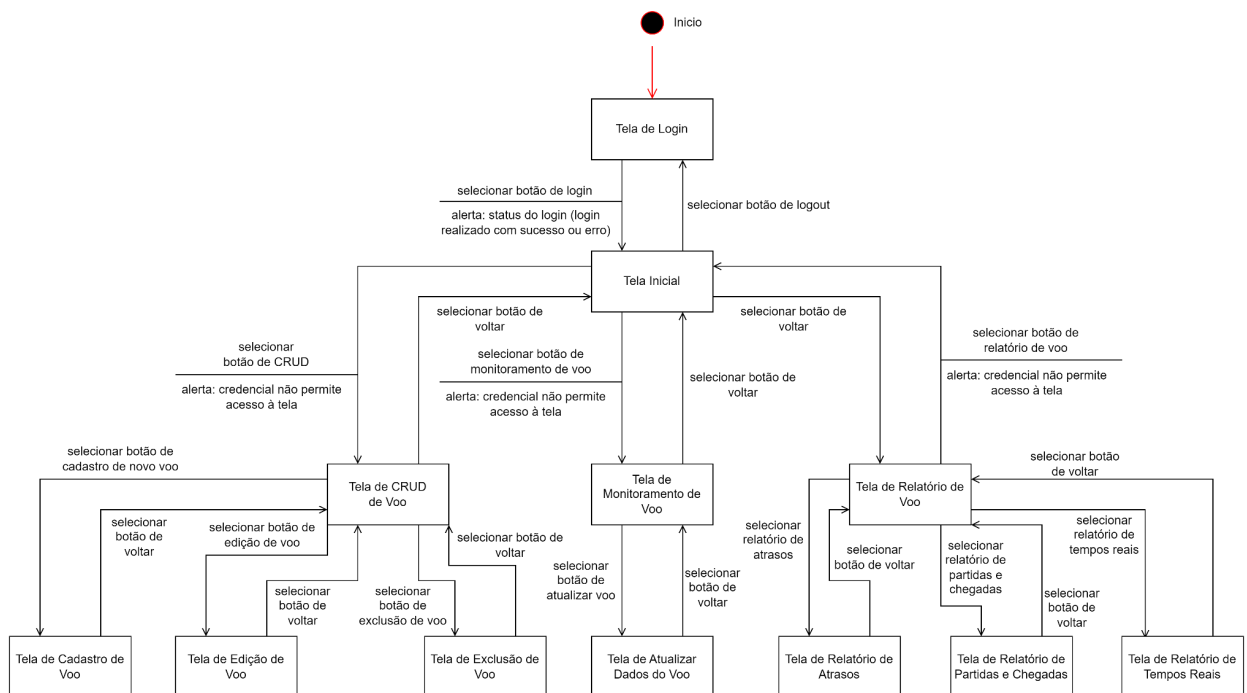 Inicio
Tela de Login
selecionar botão de login
alerta: status do login (login
realizado com sucesso ou erro)
selecionar botão de logout
Tela Inicial
selecionar botão de
voltar
selecionar botão de
voltar
selecionar
botão de CRUD
alerta: credencial não permite
acesso à tela
selecionar botão de
monitoramento de voo
alerta: credencial não permite
acesso à tela
selecionar botão de
voltar
selecionar botão de
relatório de voo
alerta: credencial não permite
acesso à tela
selecionar botão de
cadastro de novo voo
selecionar botão
de voltar
Tela de CRUD
de Voo
Tela de
Monitoramento de
Voo
Tela de Relatório de
Voo
selecionar
botão de
voltar
selecionar botão de
edição de voo
selecionar botão de
voltar
selecionar
relatório de
atrasos
selecionar
botão de voltar
selecionar
relatório de
partidas e
chegadas
selecionar
relatório de
tempos reais
selecionar
botão de
voltar
selecionar
botão de
exclusão de voo
selecionar
botão de
atualizar voo
selecionar
botão de
voltar
selecionar
botão de
voltar
Tela de Cadastro de
Voo
Tela de Edição de
Voo
Tela de Exclusão de
Voo
Tela de Atualizar
Dados do Voo
Tela de Relatório de
Atrasos
Tela de Relatório de
Partidas e Chegadas
Tela de Relatório de
Tempos Reais